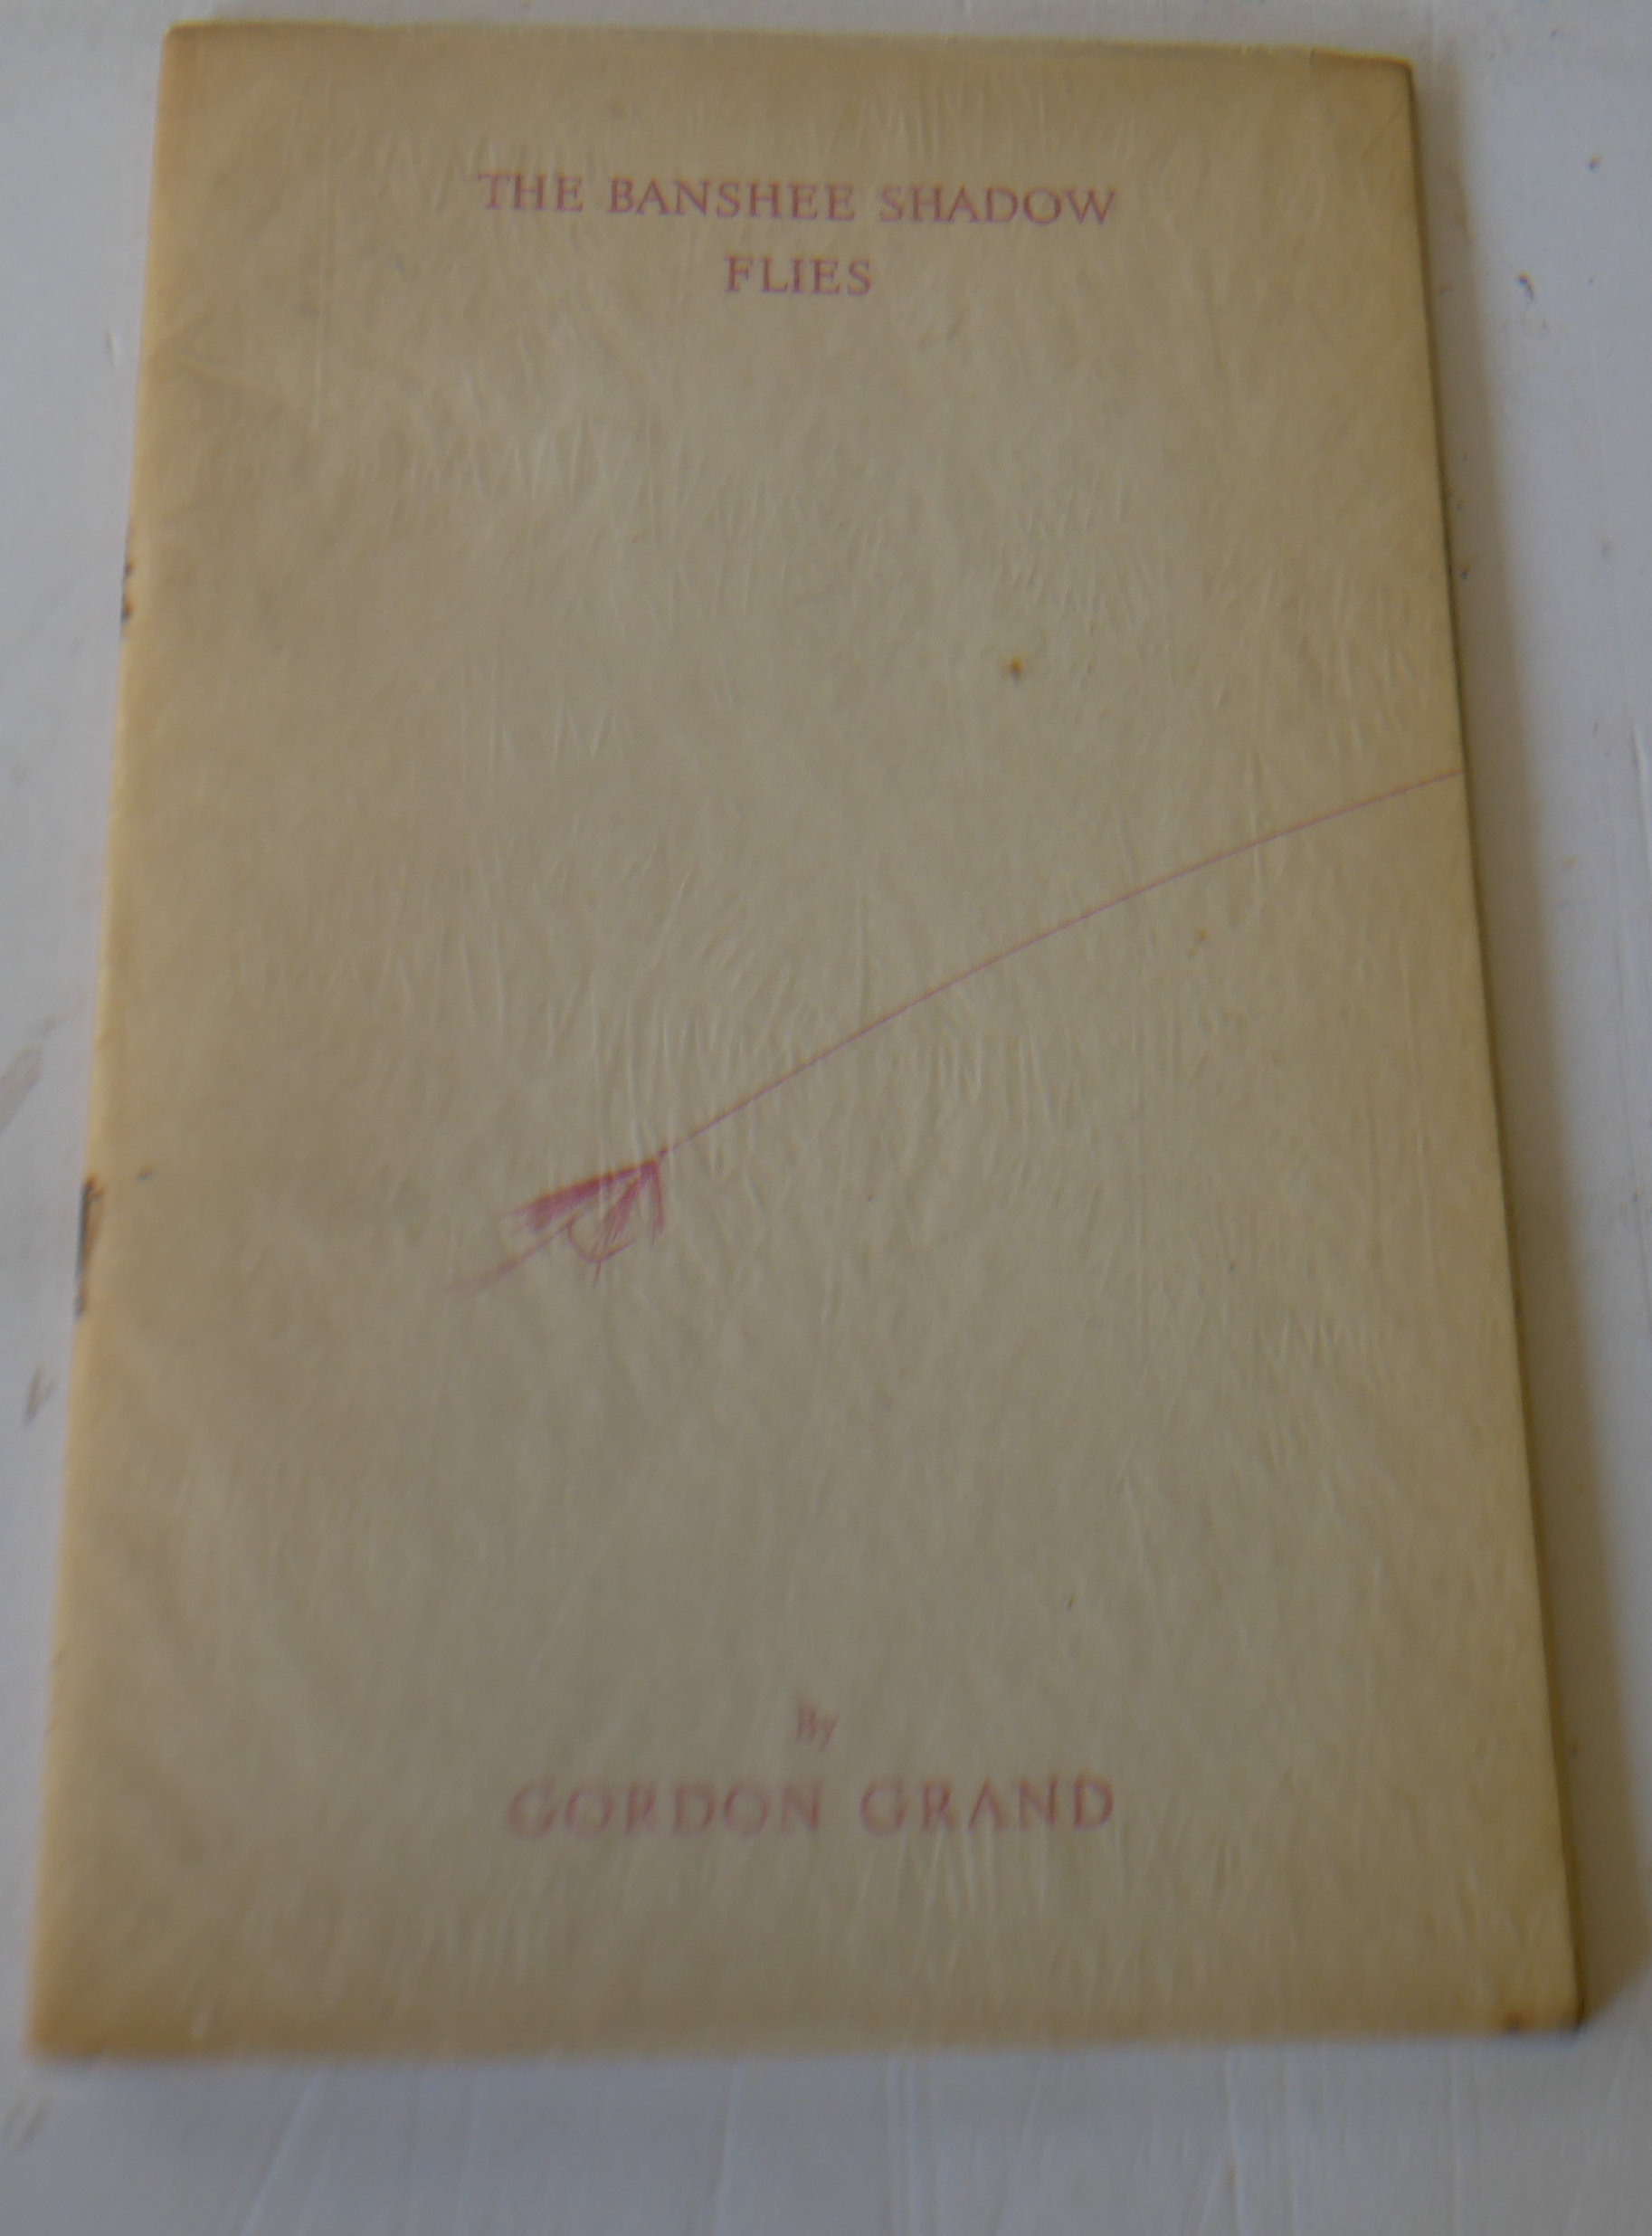 THE BANSHEE SHADOW
FLIES
By
GORDON GRAND